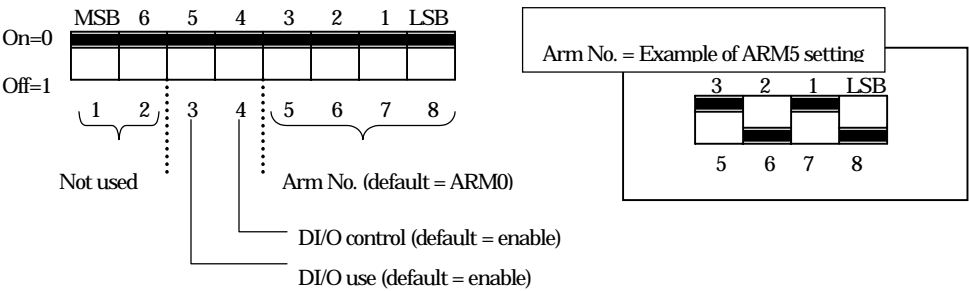 MSB 6 5 4 3 2 1 LSB
On=0
Off=1
1 2 3 4 5 6 7 8
Not used
Arm No. (default = ARM0)
DI/O control (default = enable)
DI/O use (default = enable)
Arm No. = Example of ARM5 setting
3 2 1 LSB
5 6 7 8